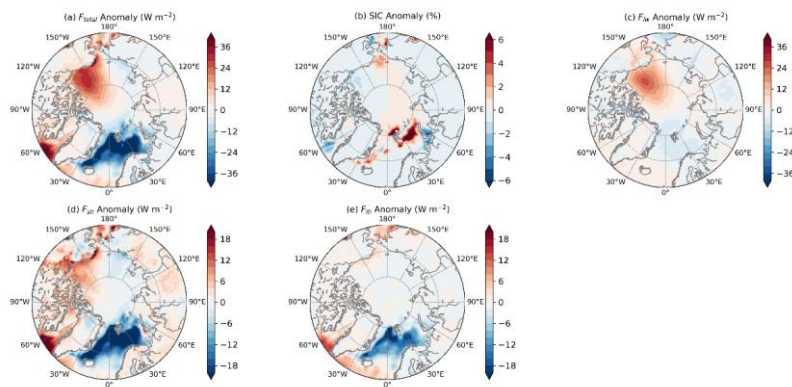 (a) F_total Anomaly (W m⁻²)
180°
150°W
150°E
120°W
120°E
90°W
90°E
60°W
60°E
30°W
0°
30°E
36
24
12
0
−12
−24
−36
(b) SIC Anomaly (%)
180°
150°W
150°E
120°W
120°E
90°W
90°E
60°W
60°E
30°W
0°
30°E
6
4
2
0
−2
−4
−6
(c) F_lw Anomaly (W m⁻²)
180°
150°W
150°E
120°W
120°E
90°W
90°E
60°W
60°E
30°W
0°
30°E
36
24
12
0
−12
−24
−36
(d) F_sh Anomaly (W m⁻²)
180°
150°W
150°E
120°W
120°E
90°W
90°E
60°W
60°E
30°W
0°
30°E
18
12
6
0
−6
−12
−18
(e) F_lh Anomaly (W m⁻²)
180°
150°W
150°E
120°W
120°E
90°W
90°E
60°W
60°E
30°W
0°
30°E
18
12
6
0
−6
−12
−18